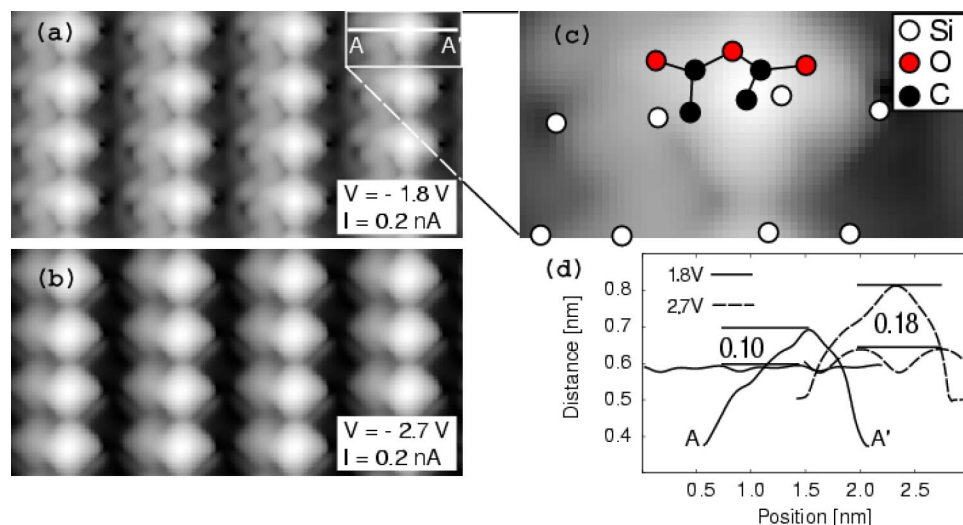 (a)
A A'
V = - 1.8 V
I = 0.2 nA
(b)
V = - 2.7 V
I = 0.2 nA
(c)
Si
O
C
(d)
1.8V
2.7V
0.10
0.18
A
A'
0.8
0.7
0.6
0.5
0.4
Distance [nm]
0.5 1.0 1.5 2.0 2.5
Position [nm]